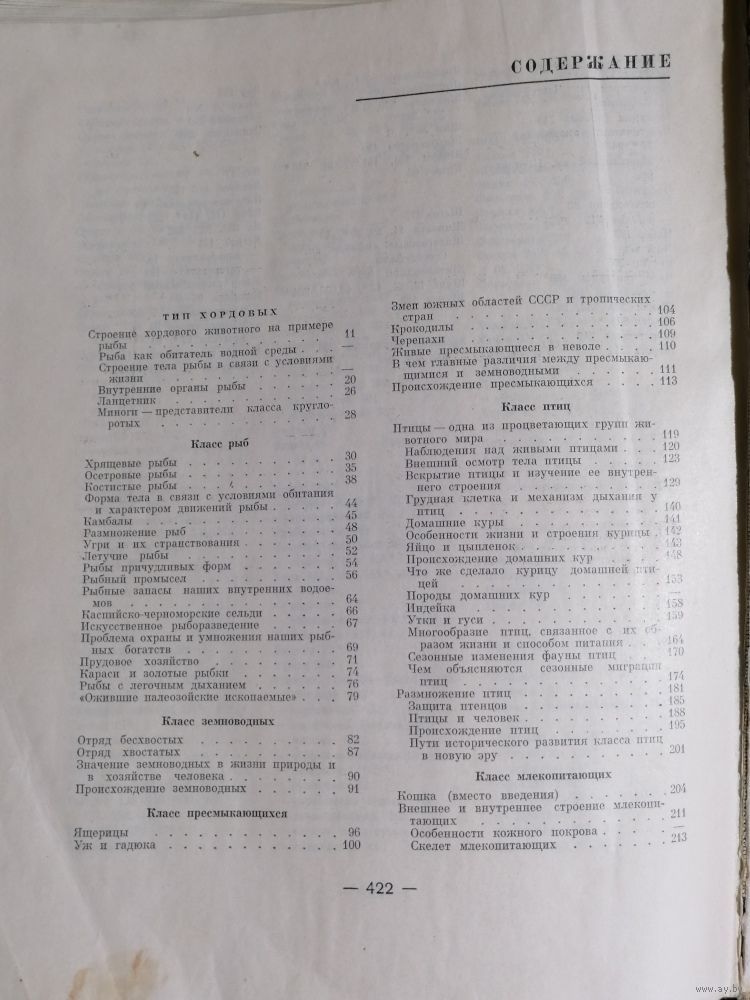 СОДЕРЖАНИЕ
ТИП ХОРДОВЫХ
Строение хордового животного на примере
рыбы . . . . . . . . . . . . 11
Рыба как обитатель водной среды . . . —
Строение тела рыбы в связи с условиями
жизни . . . . . . . . . . . —
Внутренние органы рыбы . . . . . . 20
Ланцетник . . . . . . . . . . . 26
Миноги — представители класса кругло-
ротых . . . . . . . . . . . 28
Класс рыб
Хрящевые рыбы . . . . . . . . . . 30
Осетровые рыбы . . . . . . . . . . 35
Костистые рыбы . . . . . . . . . . 38
Форма тела в связи с условиями обитания
и характером движений рыбы . . . . . 44
Камбалы . . . . . . . . . . . . 45
Размножение рыб . . . . . . . . . 48
Угри и их странствования . . . . . . . 50
Летучие рыбы . . . . . . . . . . 52
Рыбы причудливых форм . . . . . . . 54
Рыбный промысел . . . . . . . . . 56
Рыбные запасы наших внутренних водое-
мов . . . . . . . . . . . . 64
Каспийско-черноморские сельди . . . . . 66
Искусственное рыборазведение . . . . . 67
Проблема охраны и умножения наших рыб-
ных богатств . . . . . . . . . . 69
Прудовое хозяйство . . . . . . . . 71
Караси и золотые рыбки . . . . . . . 74
Рыбы с легочным дыханием . . . . . . 76
«Ожившие палеозойские ископаемые» . . . 79
Класс земноводных
Отряд бесхвостых . . . . . . . . . . 82
Отряд хвостатых . . . . . . . . . . 87
Значение земноводных в жизни природы и
в хозяйстве человека . . . . . . . . 90
Происхождение земноводных . . . . . . 91
Класс пресмыкающихся
Ящерицы . . . . . . . . . . . . 96
Уж и гадюка . . . . . . . . . . . 100
Змеи южных областей СССР и тропических
стран . . . . . . . . . . . . 104
Крокодилы . . . . . . . . . . . 106
Черепахи . . . . . . . . . . . . 109
Живые пресмыкающиеся в неволе . . . . 110
В чем главные различия между пресмыкаю-
щимися и земноводными . . . . . . 111
Происхождение пресмыкающихся . . . . 113
Класс птиц
Птицы — одна из процветающих групп жи-
вотного мира . . . . . . . . . . 119
Наблюдения над живыми птицами . . . 120
Внешний осмотр тела птицы . . . . . 123
Вскрытие птицы и изучение ее внутрен-
него строения . . . . . . . . . 129
Грудная клетка и механизм дыхания у
птиц . . . . . . . . . . . . 140
Домашние куры . . . . . . . . . 141
Особенности жизни и строения курицы . 142
Яйцо и цыпленок . . . . . . . . . 143
Происхождение домашних кур . . . . . 148
Что же сделало курицу домашней пти-
цей . . . . . . . . . . . . 153
Породы домашних кур . . . . . . . —
Индейка . . . . . . . . . . . . 158
Утки и гуси . . . . . . . . . . . 159
Многообразие птиц, связанное с их об-
разом жизни и способом питания . . . 164
Сезонные изменения фауны птиц . . . 170
Чем объясняются сезонные миграции
птиц . . . . . . . . . . . . 174
Размножение птиц . . . . . . . . . 181
Защита птенцов . . . . . . . . . 185
Птицы и человек . . . . . . . . . 188
Происхождение птиц . . . . . . . . 195
Пути исторического развития класса птиц
в новую эру . . . . . . . . . . 201
Класс млекопитающих
Кошка (вместо введения) . . . . . . . 204
Внешнее и внутреннее строение млекопи-
тающих . . . . . . . . . . . 211
Особенности кожного покрова . . . . . —
Скелет млекопитающих . . . . . . . 213
— 422 —
www.ay.by